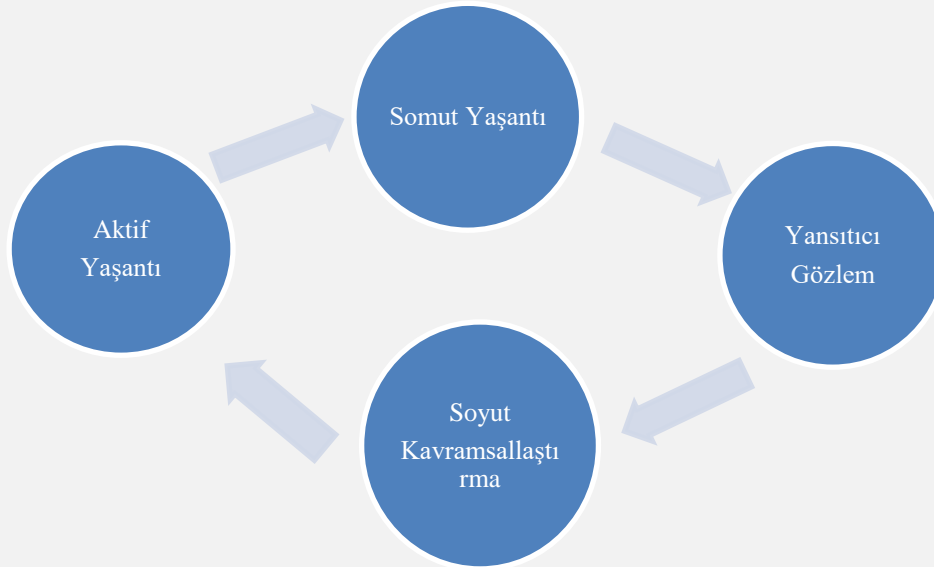 Somut Yaşantı
Aktif
Yaşantı
Yansıtıcı
Gözlem
Soyut
Kavramsallaştı
rma